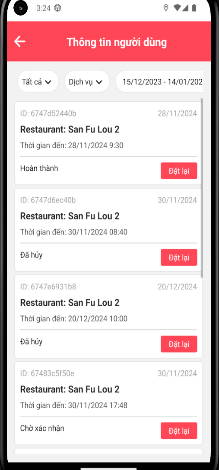 3:24
Thông tin người dùng
Tất cả Dịch vụ 15/12/2023 - 14/01/202
ID: 6747d52440b 28/11/2024
Restaurant: San Fu Lou 2
Thời gian đến: 28/11/2024 9:30
Hoàn thành Đặt lại
ID: 6747d6ec40b 30/11/2024
Restaurant: San Fu Lou 2
Thời gian đến: 30/11/2024 08:40
Đã hủy Đặt lại
ID: 6747e6931b8 20/12/2024
Restaurant: San Fu Lou 2
Thời gian đến: 20/12/2024 10:00
Đã hủy Đặt lại
ID: 67483c5f50e 30/11/2024
Restaurant: San Fu Lou 2
Thời gian đến: 30/11/2024 17:48
Chờ xác nhận Đặt lại